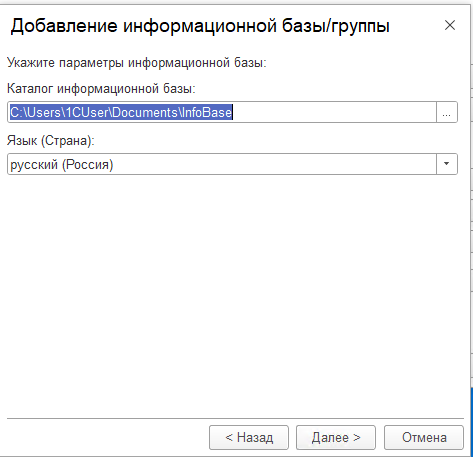 Добавление информационной базы/группы
Укажите параметры информационной базы:
Каталог информационной базы:
C:\Users\1CUser\Documents\InfoBase
...
Язык (Страна):
русский (Россия)
< Назад
Далее >
Отмена